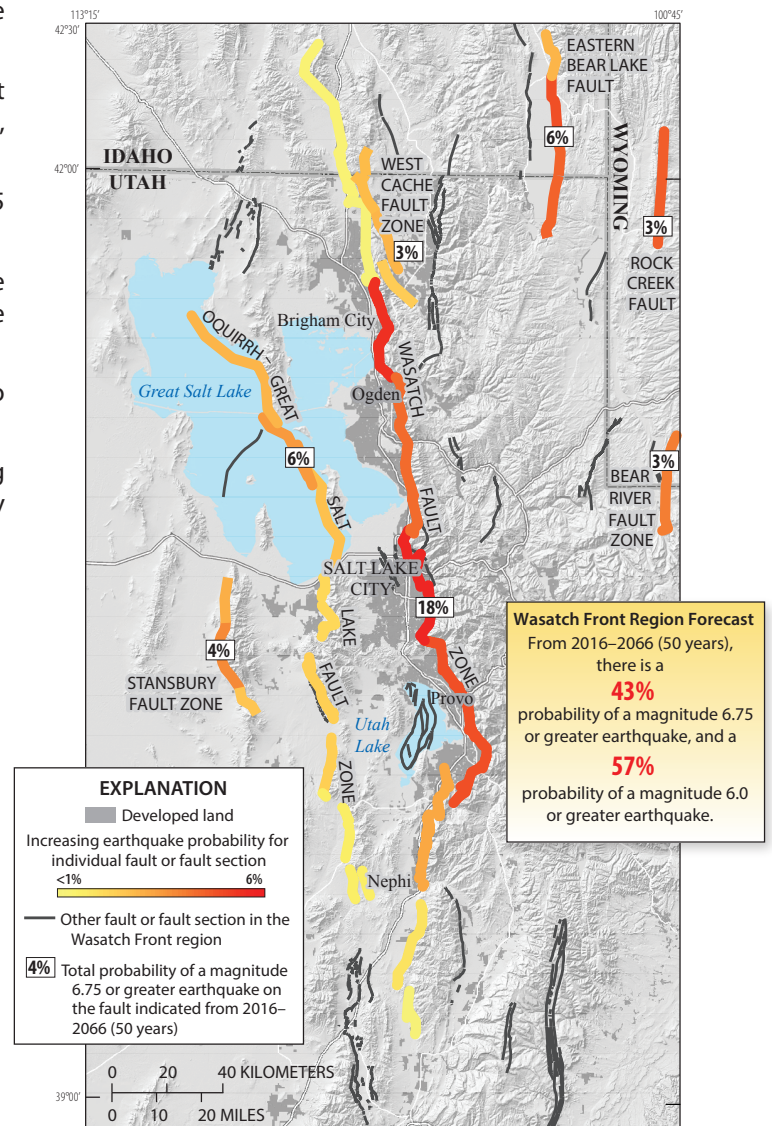 113°15'
100°45'
42°30'
EASTERN
BEAR LAKE
FAULT
6%
WYOMING
IDAHO
UTAH
42°00'
WEST
CACHE
FAULT
ZONE
3%
3%
ROCK
CREEK
FAULT
Brigham City
OQUIRRH – GREAT SALT LAKE FAULT ZONE
Great Salt Lake
Ogden
WASATCH FAULT ZONE
6%
3%
BEAR
RIVER
FAULT
ZONE
SALT LAKE
CITY
18%
4%
STANSBURY
FAULT ZONE
Provo
Utah
Lake
Nephi
Wasatch Front Region Forecast
From 2016–2066 (50 years),
there is a
43%
probability of a magnitude 6.75
or greater earthquake, and a
57%
probability of a magnitude 6.0
or greater earthquake.
EXPLANATION
Developed land
Increasing earthquake probability for
individual fault or fault section
<1% 6%
Other fault or fault section in the
Wasatch Front region
4% Total probability of a magnitude
6.75 or greater earthquake on
the fault indicated from 2016–
2066 (50 years)
0 20 40 KILOMETERS
39°00'
0 10 20 MILES